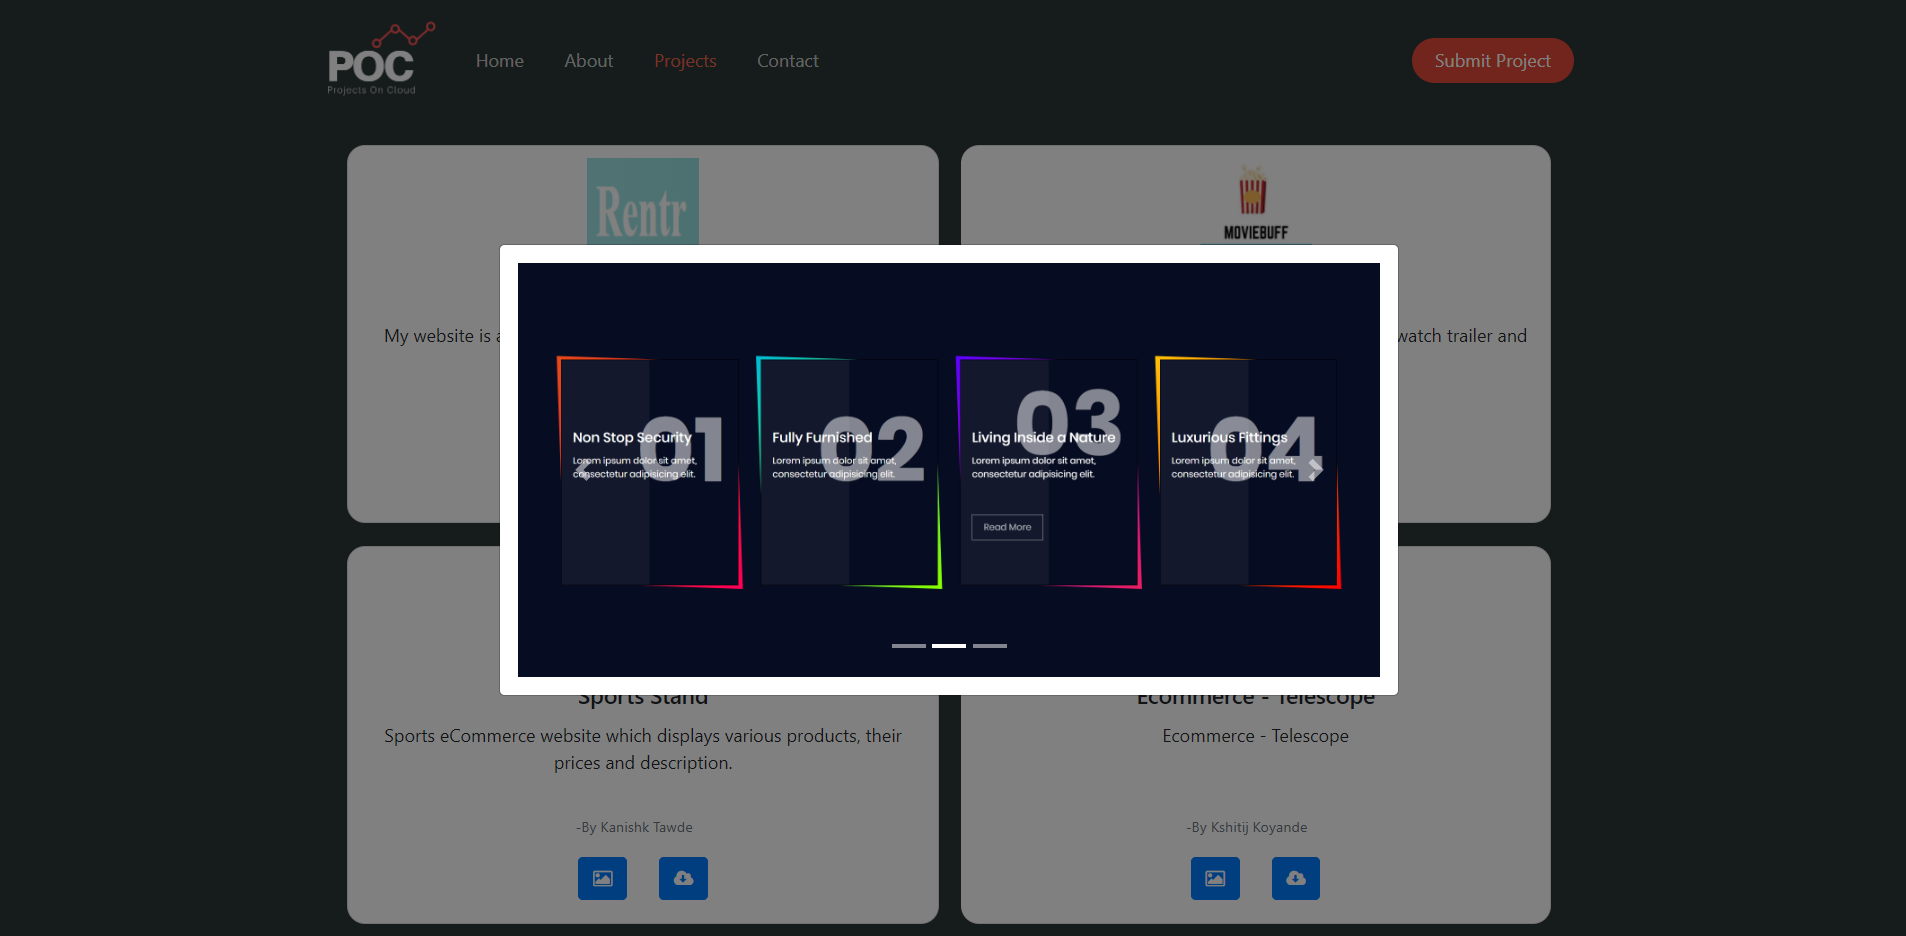 POC
Projects On Cloud
Home
About
Projects
Contact
Submit Project
Rentr
MOVIEBUFF
My website is a
watch trailer and
01
Non Stop Security
Lorem ipsum dolor sit amet,
consectetur adipisicing elit.
02
Fully Furnished
Lorem ipsum dolor sit amet,
consectetur adipisicing elit.
03
Living Inside a Nature
Lorem ipsum dolor sit amet,
consectetur adipisicing elit.
Read More
04
Luxurious Fittings
Lorem ipsum dolor sit amet,
consectetur adipisicing elit.
Sports Stand
Sports eCommerce website which displays various products, their
prices and description.
-By Kanishk Tawde
Ecommerce - Telescope
Ecommerce - Telescope
-By Kshitij Koyande